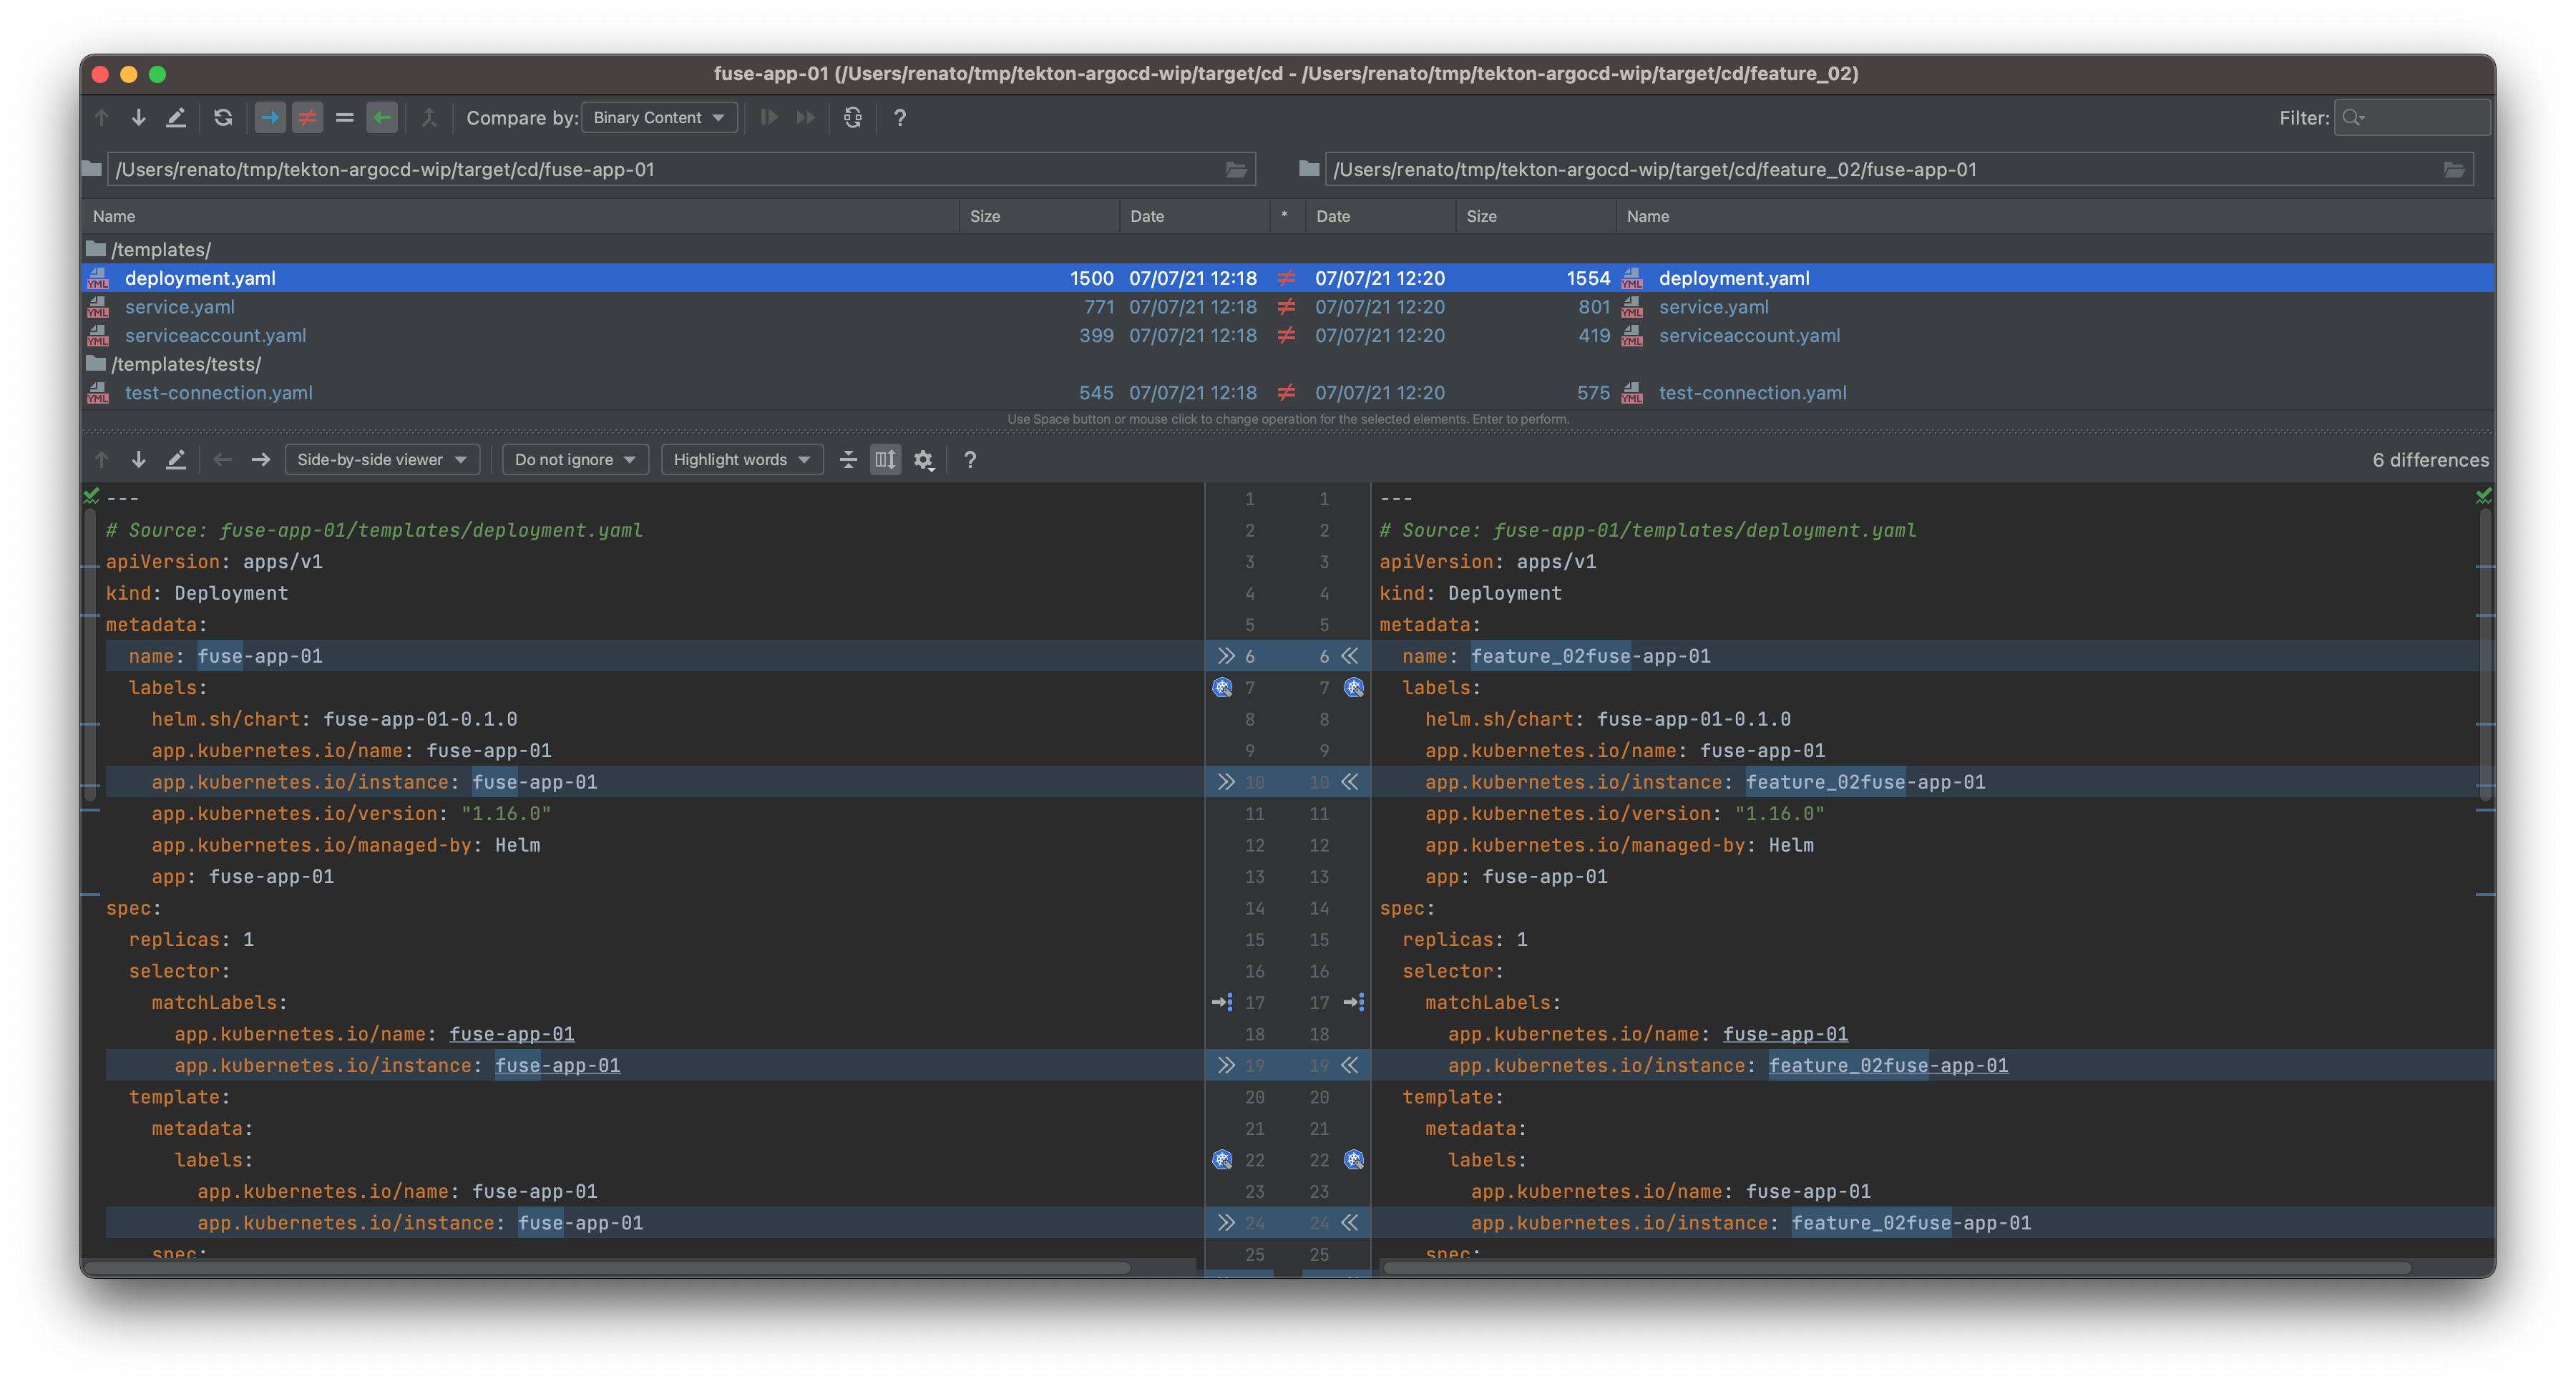 fuse-app-01 (/Users/renato/tmp/tekton-argocd-wip/target/cd - /Users/renato/tmp/tekton-argocd-wip/target/cd/feature_02)
Compare by: Binary Content ? Filter:
/Users/renato/tmp/tekton-argocd-wip/target/cd/fuse-app-01 /Users/renato/tmp/tekton-argocd-wip/target/cd/feature_02/fuse-app-01
Name Size Date * Date Size Name
/templates/
YML deployment.yaml 1500 07/07/21 12:18 ≠ 07/07/21 12:20 1554 YML deployment.yaml
YML service.yaml 771 07/07/21 12:18 ≠ 07/07/21 12:20 801 YML service.yaml
YML serviceaccount.yaml 399 07/07/21 12:18 ≠ 07/07/21 12:20 419 YML serviceaccount.yaml
/templates/tests/
YML test-connection.yaml 545 07/07/21 12:18 ≠ 07/07/21 12:20 575 YML test-connection.yaml
Use Space button or mouse click to change operation for the selected elements. Enter to perform.
Side-by-side viewer Do not ignore Highlight words ? 6 differences
--- 1 1 ---
# Source: fuse-app-01/templates/deployment.yaml 2 2 # Source: fuse-app-01/templates/deployment.yaml
apiVersion: apps/v1 3 3 apiVersion: apps/v1
kind: Deployment 4 4 kind: Deployment
metadata: 5 5 metadata:
name: fuse-app-01 6 6 name: feature_02fuse-app-01
labels: 7 7 labels:
helm.sh/chart: fuse-app-01-0.1.0 8 8 helm.sh/chart: fuse-app-01-0.1.0
app.kubernetes.io/name: fuse-app-01 9 9 app.kubernetes.io/name: fuse-app-01
app.kubernetes.io/instance: fuse-app-01 10 10 app.kubernetes.io/instance: feature_02fuse-app-01
app.kubernetes.io/version: "1.16.0" 11 11 app.kubernetes.io/version: "1.16.0"
app.kubernetes.io/managed-by: Helm 12 12 app.kubernetes.io/managed-by: Helm
app: fuse-app-01 13 13 app: fuse-app-01
spec: 14 14 spec:
replicas: 1 15 15 replicas: 1
selector: 16 16 selector:
matchLabels: 17 17 matchLabels:
app.kubernetes.io/name: fuse-app-01 18 18 app.kubernetes.io/name: fuse-app-01
app.kubernetes.io/instance: fuse-app-01 19 19 app.kubernetes.io/instance: feature_02fuse-app-01
template: 20 20 template:
metadata: 21 21 metadata:
labels: 22 22 labels:
app.kubernetes.io/name: fuse-app-01 23 23 app.kubernetes.io/name: fuse-app-01
app.kubernetes.io/instance: fuse-app-01 24 24 app.kubernetes.io/instance: feature_02fuse-app-01
spec: 25 25 spec: